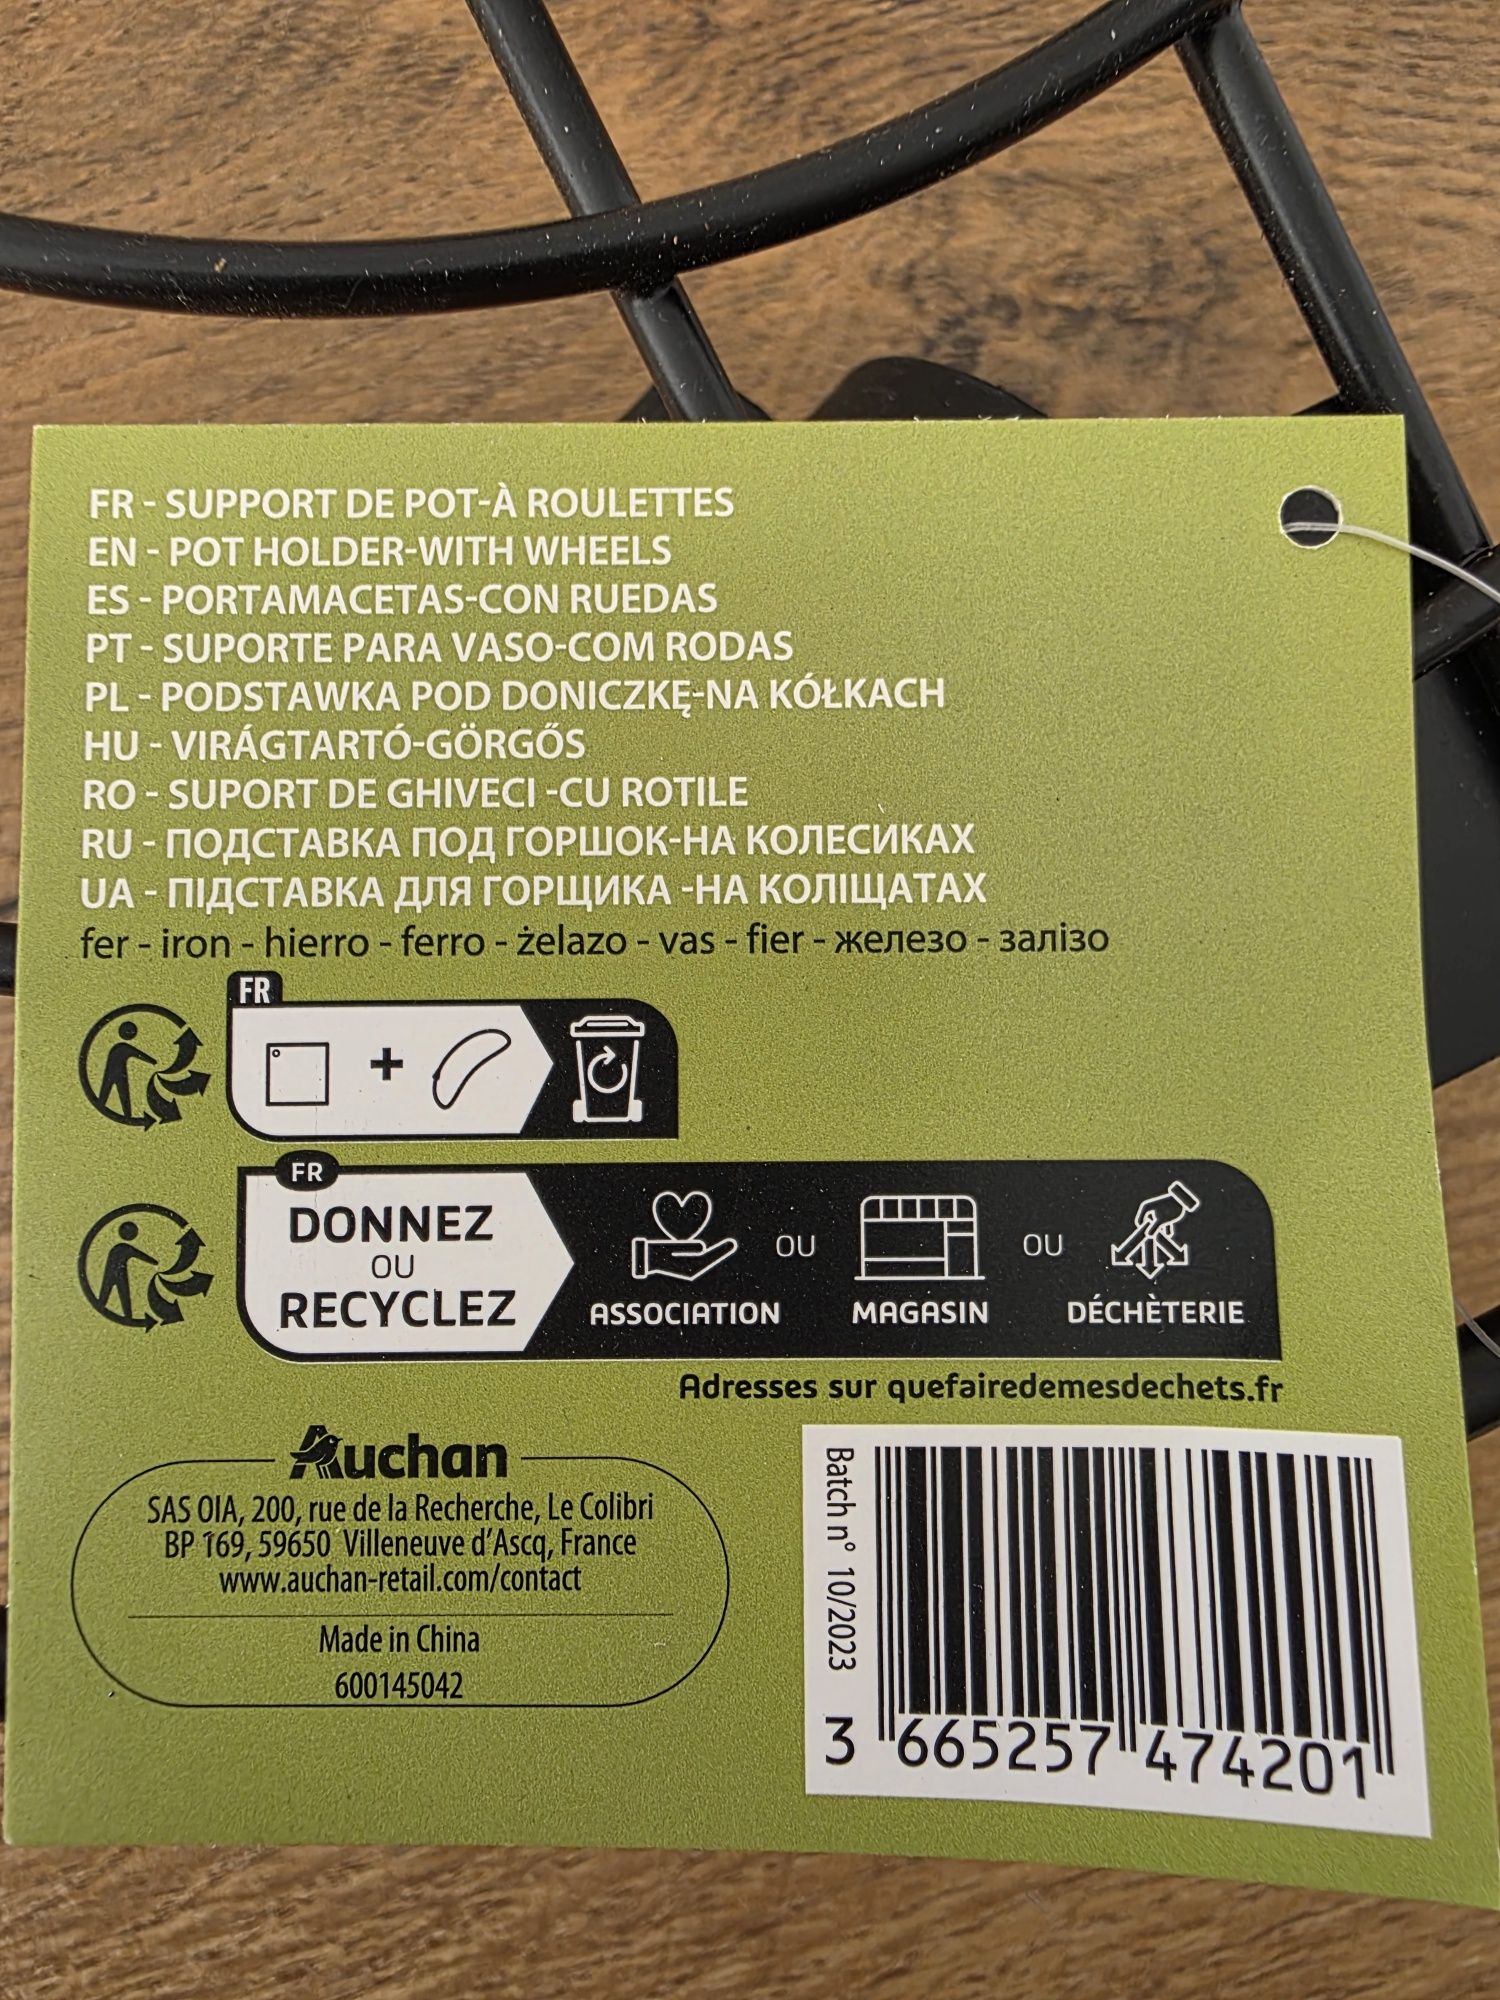 FR - SUPPORT DE POT-À ROULETTES
EN - POT HOLDER-WITH WHEELS
ES - PORTAMACETAS-CON RUEDAS
PT - SUPORTE PARA VASO-COM RODAS
PL - PODSTAWKA POD DONICZKĘ-NA KÓŁKACH
HU - VIRÁGTARTÓ-GÖRGŐS
RO - SUPORT DE GHIVECI -CU ROTILE
RU - ПОДСТАВКА ПОД ГОРШОК-НА КОЛЕСИКАХ
UA - ПІДСТАВКА ДЛЯ ГОРЩИКА -НА КОЛІЩАТАХ
fer - iron - hierro - ferro - żelazo - vas - fier - железо - залізо
FR
+
FR
DONNEZ
OU
RECYCLEZ
ASSOCIATION
OU
MAGASIN
OU
DÉCHÈTERIE
Adresses sur quefairedemesdechets.fr
Auchan
SAS OIA, 200, rue de la Recherche, Le Colibri
BP 169, 59650 Villeneuve d'Ascq, France
www.auchan-retail.com/contact
Made in China
600145042
Batch n° 10/2023
3 665257 474201